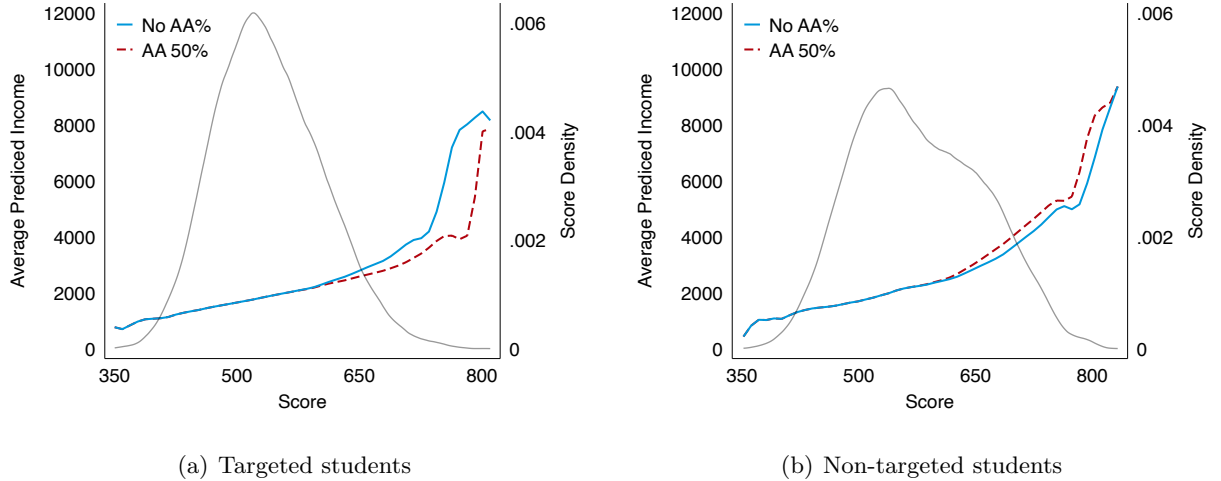 No AA%
AA 50%
12000
10000
8000
6000
4000
2000
0
Average Prediced Income
.006
.004
.002
0
Score Density
350 500 650 800
Score
(a) Targeted students
No AA%
AA 50%
12000
10000
8000
6000
4000
2000
0
Average Prediced Income
.006
.004
.002
0
Score Density
350 500 650 800
Score
(b) Non-targeted students